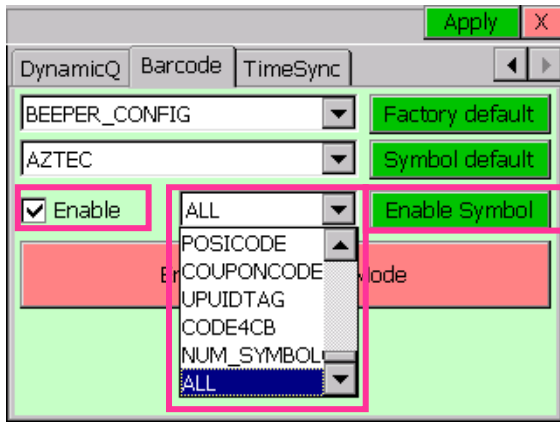 Apply X
DynamicQ Barcode TimeSync
BEEPER_CONFIG Factory default
AZTEC Symbol default
Enable ALL Enable Symbol
POSICODE
COUPONCODE
UPUIDTAG
CODE4CB
NUM_SYMBOL
ALL